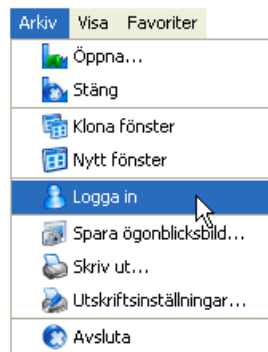 Arkiv Visa Favoriter
Öppna...
Stäng
Klona fönster
Nytt fönster
Logga in
Spara ögonblicksbild...
Skriv ut...
Utskriftsinställningar...
Avsluta